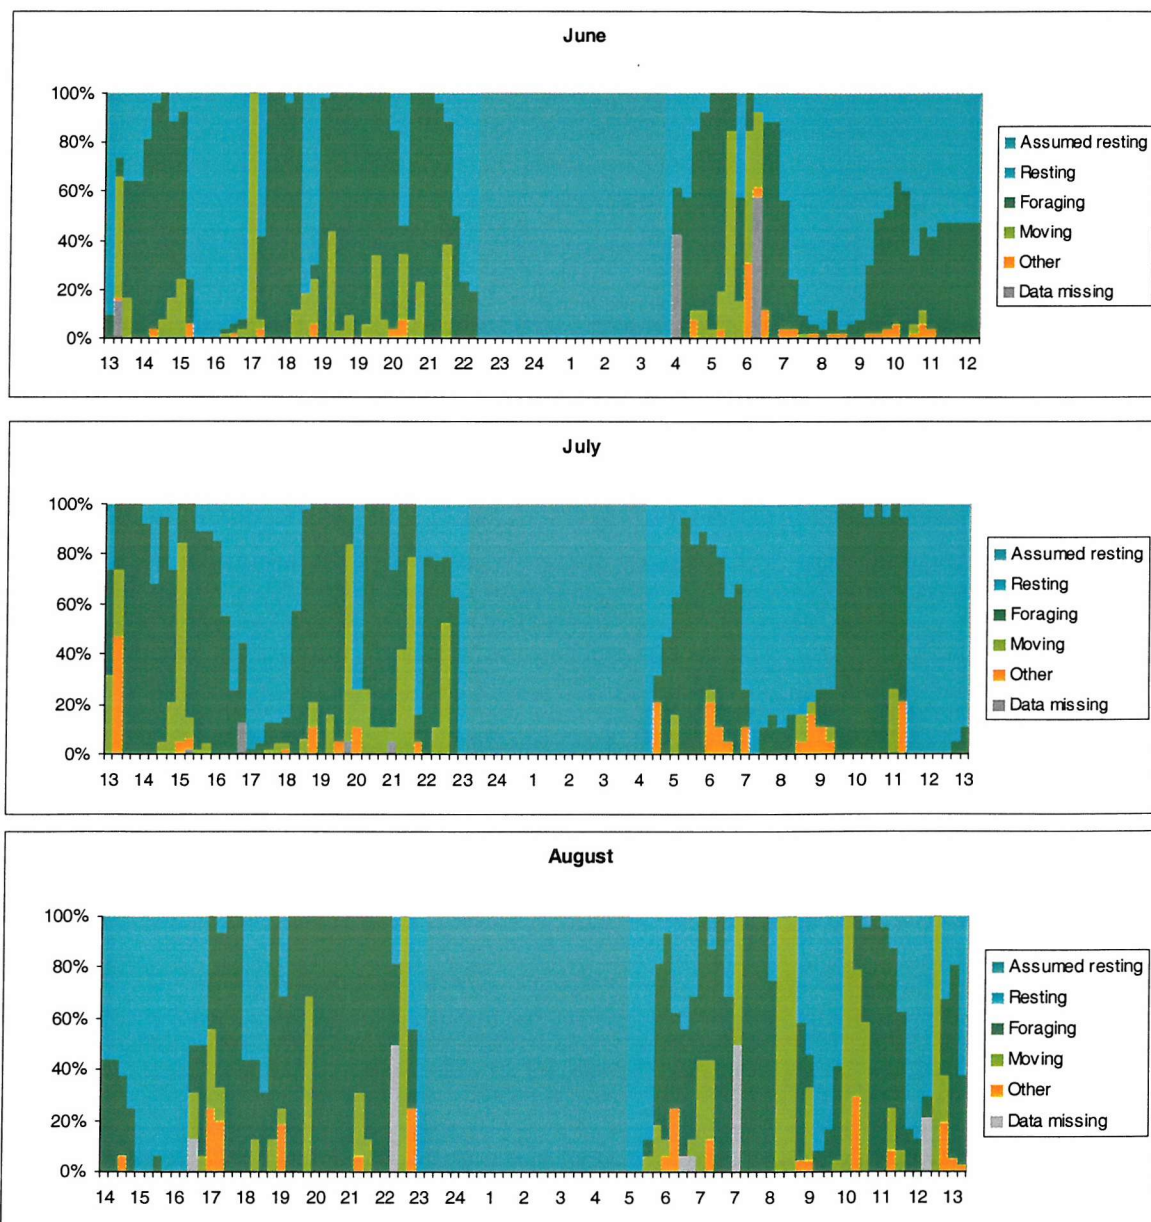 June
100%
80%
60%
40%
20%
0%
13 14 15 16 17 18 19 20 21 22 23 24 1 2 3 4 5 6 7 8 9 10 11 12
Assumed resting
Resting
Foraging
Moving
Other
Data missing
July
100%
80%
60%
40%
20%
0%
13 14 15 16 17 18 19 20 21 22 23 24 1 2 3 4 5 6 7 8 9 10 11 12 13
Assumed resting
Resting
Foraging
Moving
Other
Data missing
August
100%
80%
60%
40%
20%
0%
14 15 16 17 18 19 20 21 22 23 24 1 2 3 4 5 6 7 7 8 9 10 11 12 13
Assumed resting
Resting
Foraging
Moving
Other
Data missing